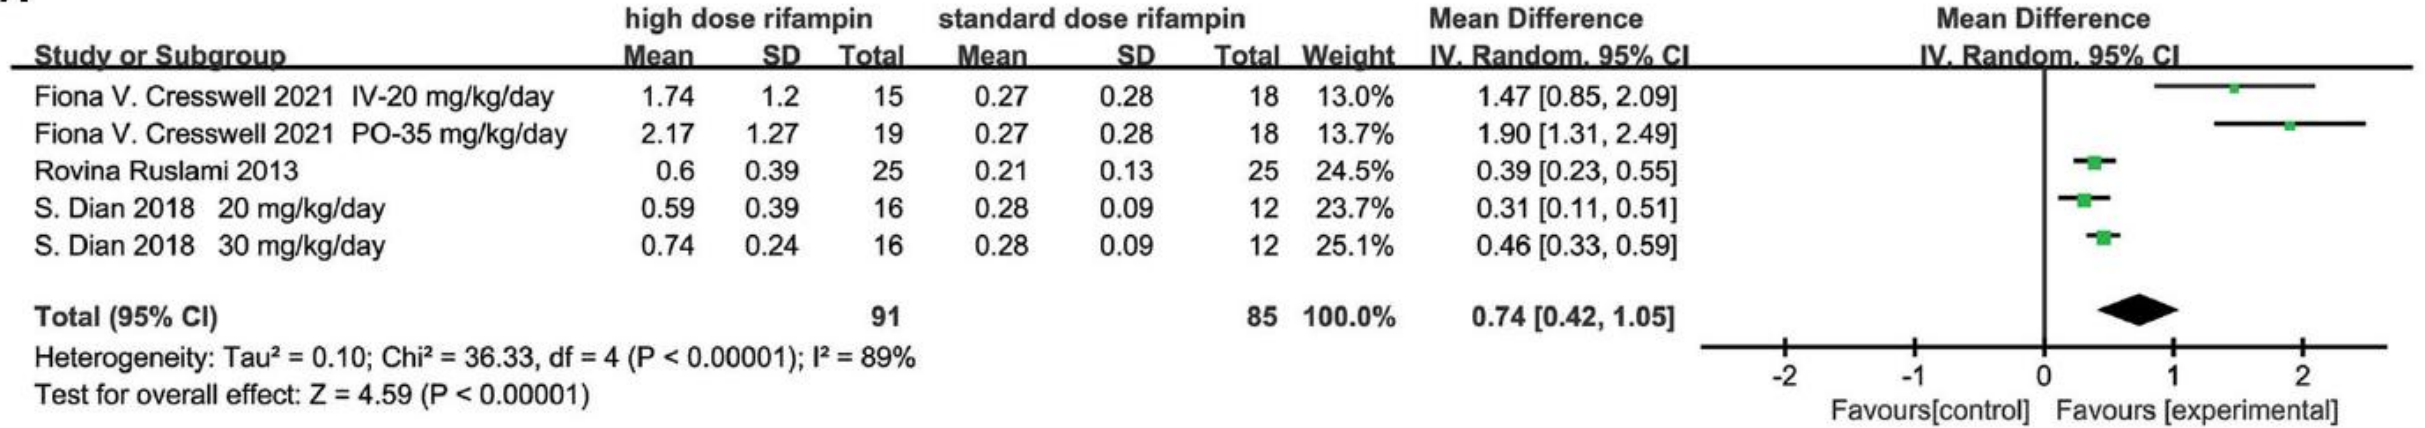 high dose rifampin standard dose rifampin Mean Difference Mean Difference
Study or Subgroup Mean SD Total Mean SD Total Weight IV. Random. 95% CI IV. Random. 95% CI
Fiona V. Cresswell 2021 IV-20 mg/kg/day 1.74 1.2 15 0.27 0.28 18 13.0% 1.47 [0.85, 2.09]
Fiona V. Cresswell 2021 PO-35 mg/kg/day 2.17 1.27 19 0.27 0.28 18 13.7% 1.90 [1.31, 2.49]
Rovina Ruslami 2013 0.6 0.39 25 0.21 0.13 25 24.5% 0.39 [0.23, 0.55]
S. Dian 2018 20 mg/kg/day 0.59 0.39 16 0.28 0.09 12 23.7% 0.31 [0.11, 0.51]
S. Dian 2018 30 mg/kg/day 0.74 0.24 16 0.28 0.09 12 25.1% 0.46 [0.33, 0.59]
Total (95% CI) 91 85 100.0% 0.74 [0.42, 1.05]
Heterogeneity: Tau² = 0.10; Chi² = 36.33, df = 4 (P < 0.00001); I² = 89%
Test for overall effect: Z = 4.59 (P < 0.00001)
-2 -1 0 1 2
Favours[control] Favours [experimental]